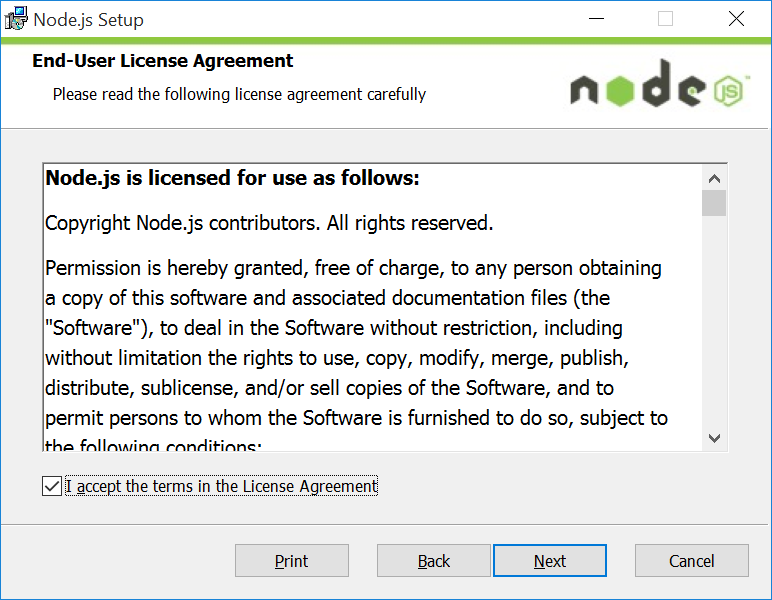 Node.js Setup
End-User License Agreement
Please read the following license agreement carefully
node
JS
™
Node.js is licensed for use as follows:
Copyright Node.js contributors. All rights reserved.
Permission is hereby granted, free of charge, to any person obtaining
a copy of this software and associated documentation files (the
"Software"), to deal in the Software without restriction, including
without limitation the rights to use, copy, modify, merge, publish,
distribute, sublicense, and/or sell copies of the Software, and to
permit persons to whom the Software is furnished to do so, subject to
the following conditions:
I accept the terms in the License Agreement
Print
Back
Next
Cancel